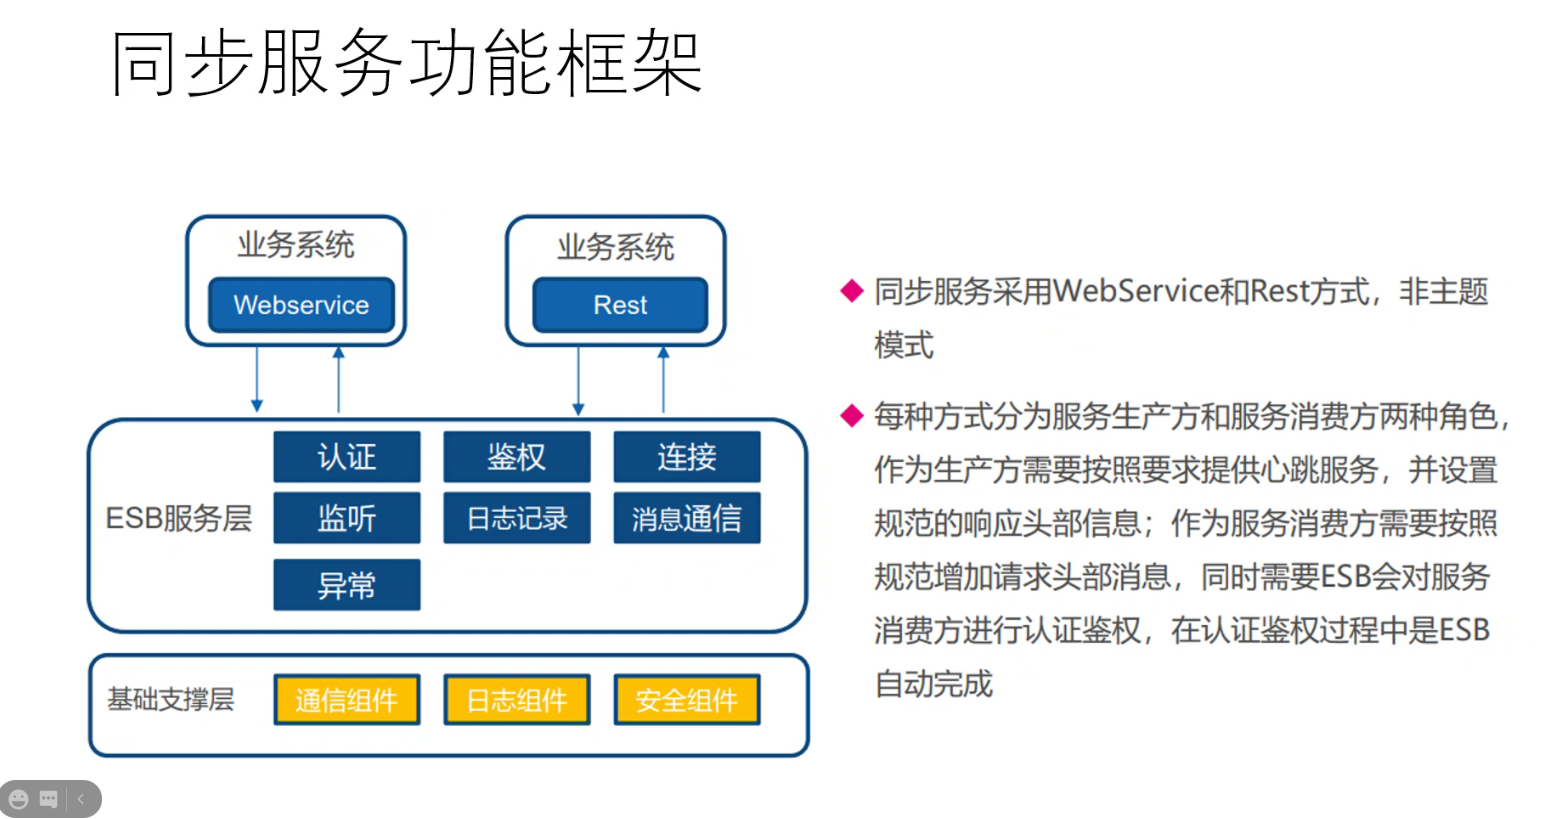 同步服务功能框架
业务系统
Webservice
业务系统
Rest
ESB服务层
认证
鉴权
连接
监听
日志记录
消息通信
异常
基础支撑层
通信组件
日志组件
安全组件
同步服务采用WebService和Rest方式，非主题
模式
每种方式分为服务生产方和服务消费方两种角色，
作为生产方需要按照要求提供心跳服务，并设置
规范的响应头部信息；作为服务消费方需要按照
规范增加请求头部消息，同时需要ESB会对服务
消费方进行认证鉴权，在认证鉴权过程中是ESB
自动完成